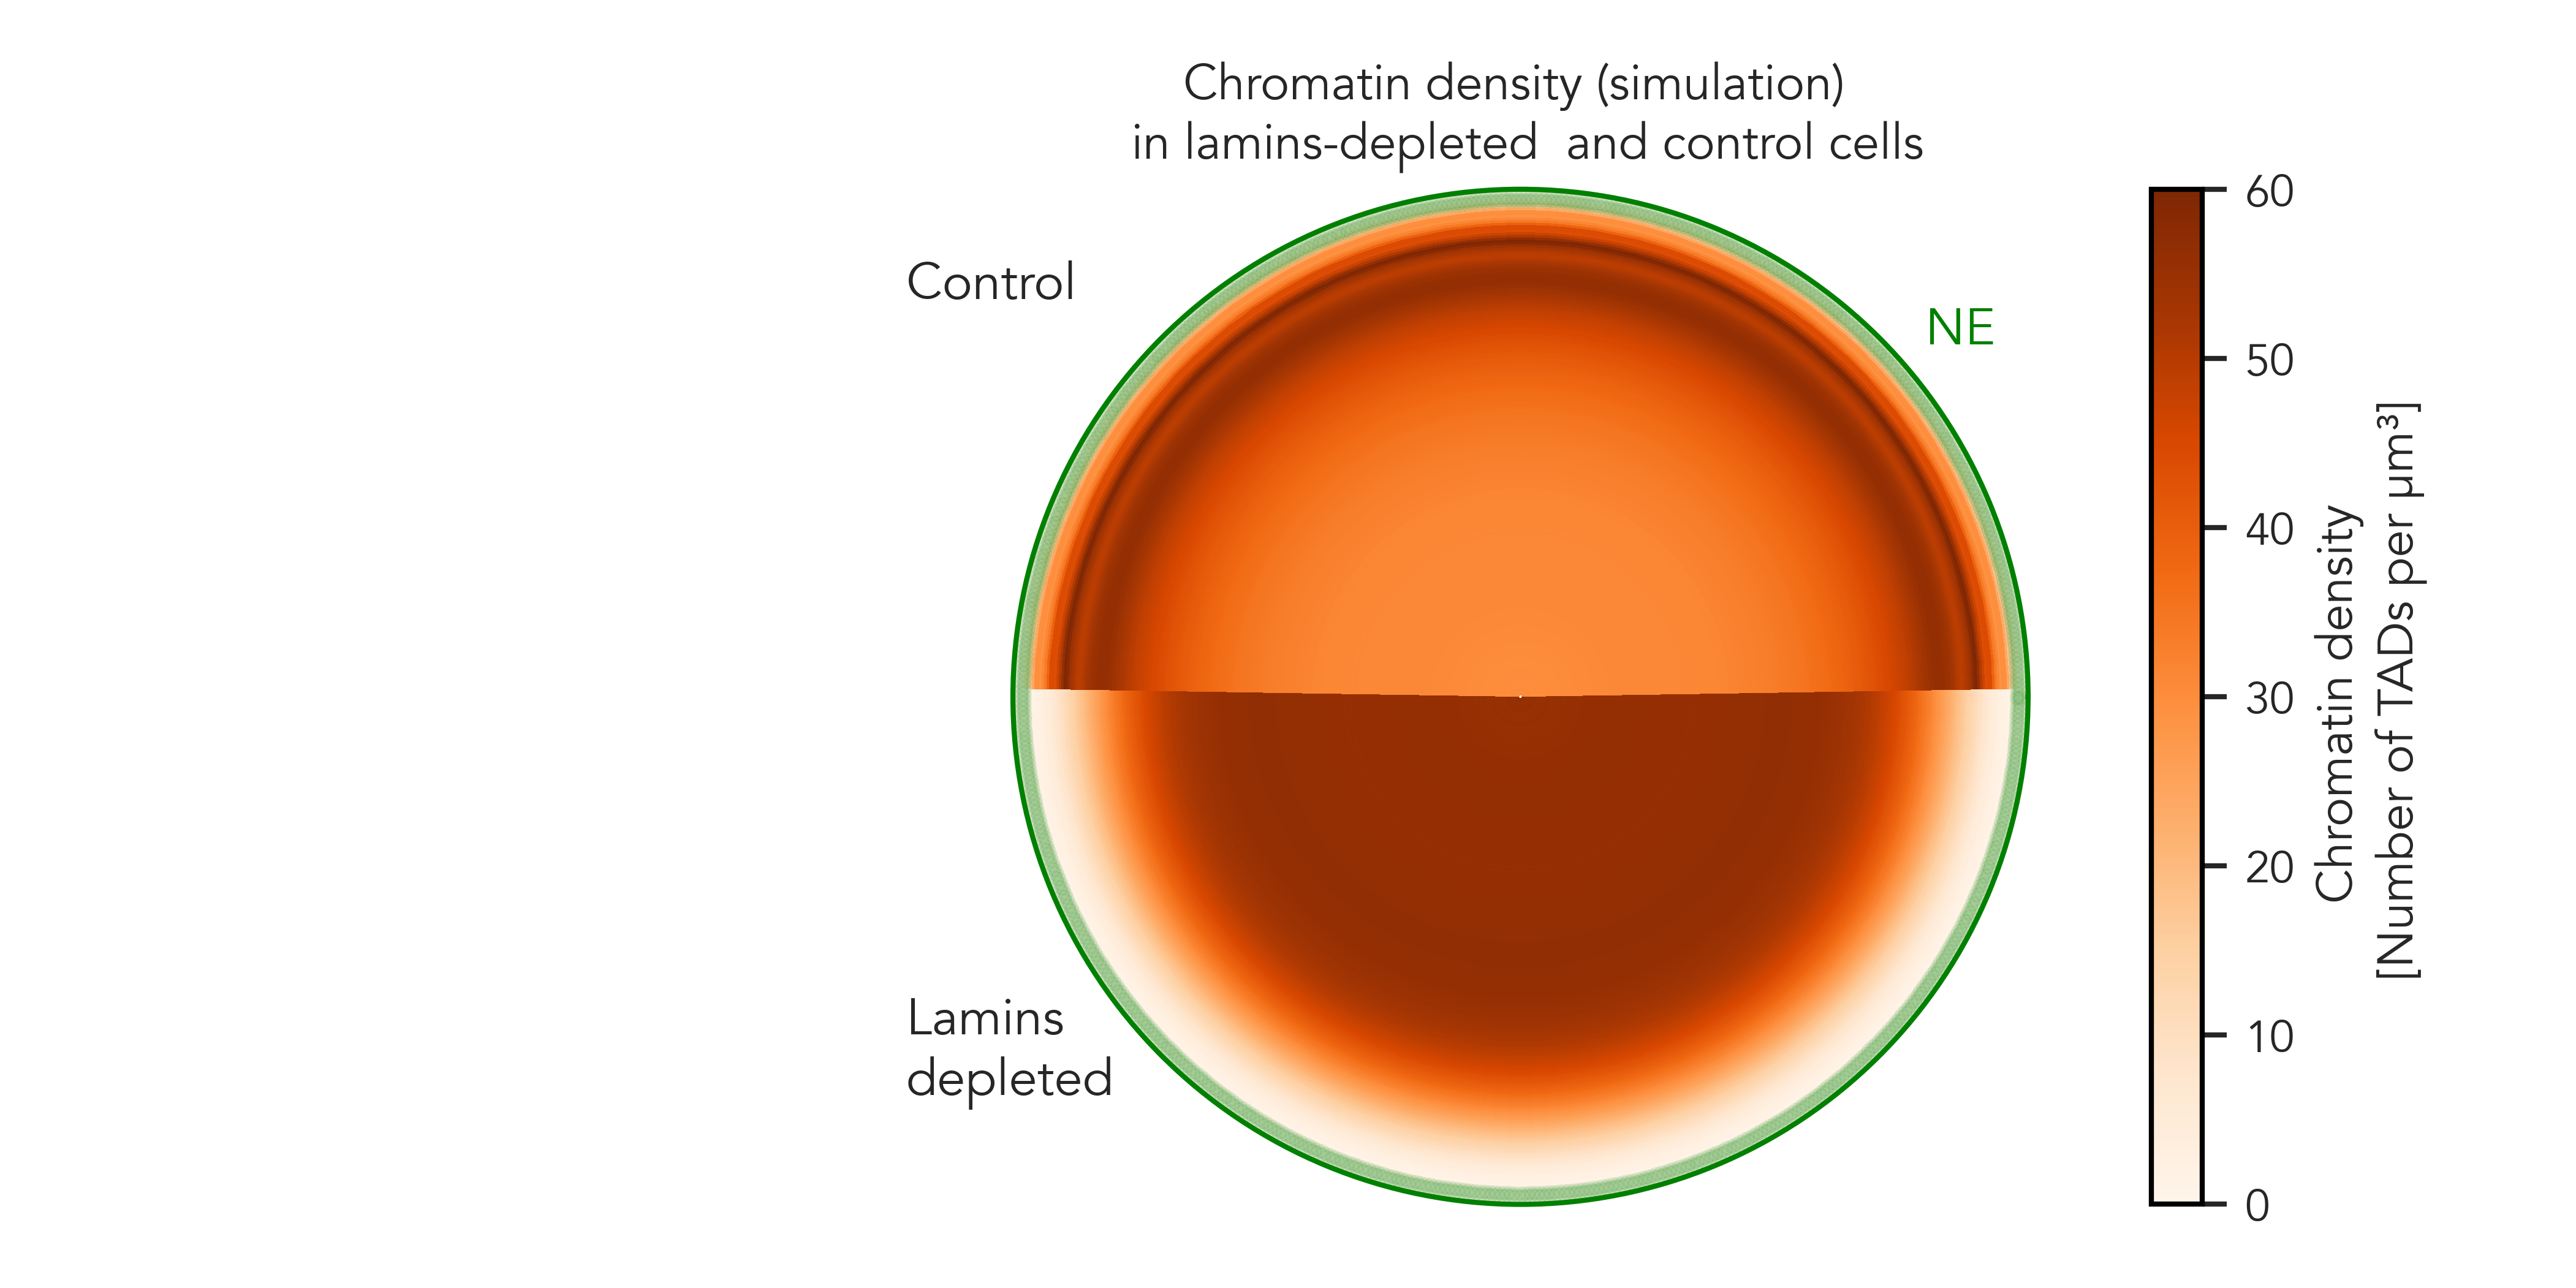 Chromatin density (simulation)
in lamins-depleted  and control cells
Control
NE
Lamins
depleted
60
50
40
30
20
10
0
Chromatin density
[Number of TADs per µm³]